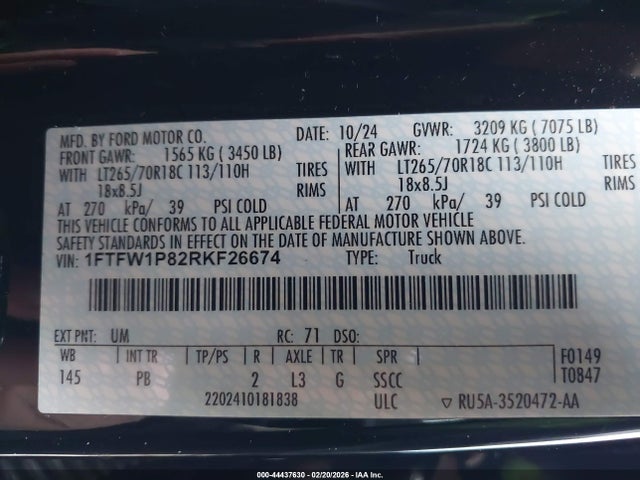 MFD. BY FORD MOTOR CO.
DATE: 10/24 GVWR: 3209 KG ( 7075 LB)
FRONT GAWR: 1565 KG ( 3450 LB) REAR GAWR: 1724 KG ( 3800 LB)
WITH LT265/70R18C 113/110H TIRES LT265/70R18C 113/110H TIRES
18x8.5J RIMS 18x8.5J RIMS
AT 270 kPa/ 39 PSI COLD AT 270 kPa/ 39 PSI COLD
THIS VEHICLE CONFORMS TO ALL APPLICABLE FEDERAL MOTOR VEHICLE
SAFETY STANDARDS IN EFFECT ON THE DATE OF MANUFACTURE SHOWN ABOVE.
VIN: 1FTFW1P82RKF26674 TYPE: Truck
EXT PNT: UM RC: 71 DSO:
WB INT TR TP/PS R AXLE TR SPR F0149
145 PB 2 L3 G SSCC T0847
2202410181838 ULC ▽ RU5A-3520472-AA
000-44437630 - 02/20/2026 - IAA Inc.